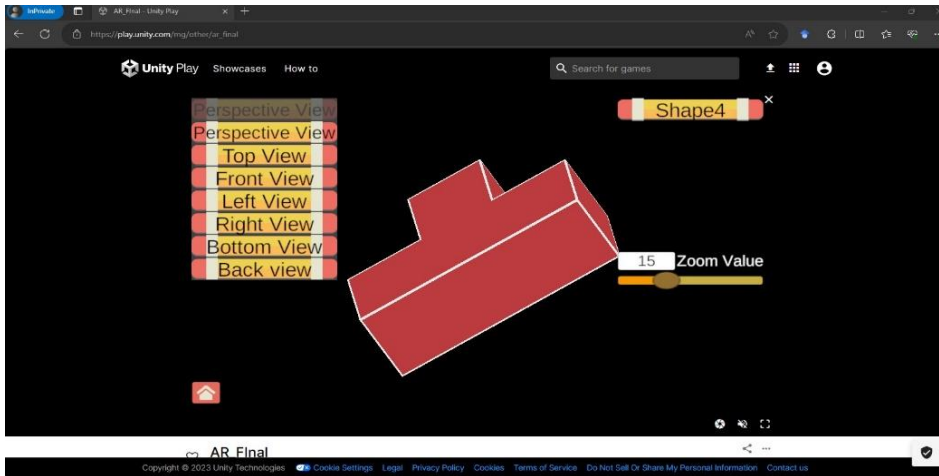 InPrivate
AR_FInal - Unity Play
https://play.unity.com/mg/other/ar_final
Unity Play Showcases How to
Search for games
Perspective View
Perspective View
Top View
Front View
Left View
Right View
Bottom View
Back view
Shape4
15 Zoom Value
AR_FInal
Copyright © 2023 Unity Technologies Cookie Settings Legal Privacy Policy Cookies Terms of Service Do Not Sell Or Share My Personal Information Contact us